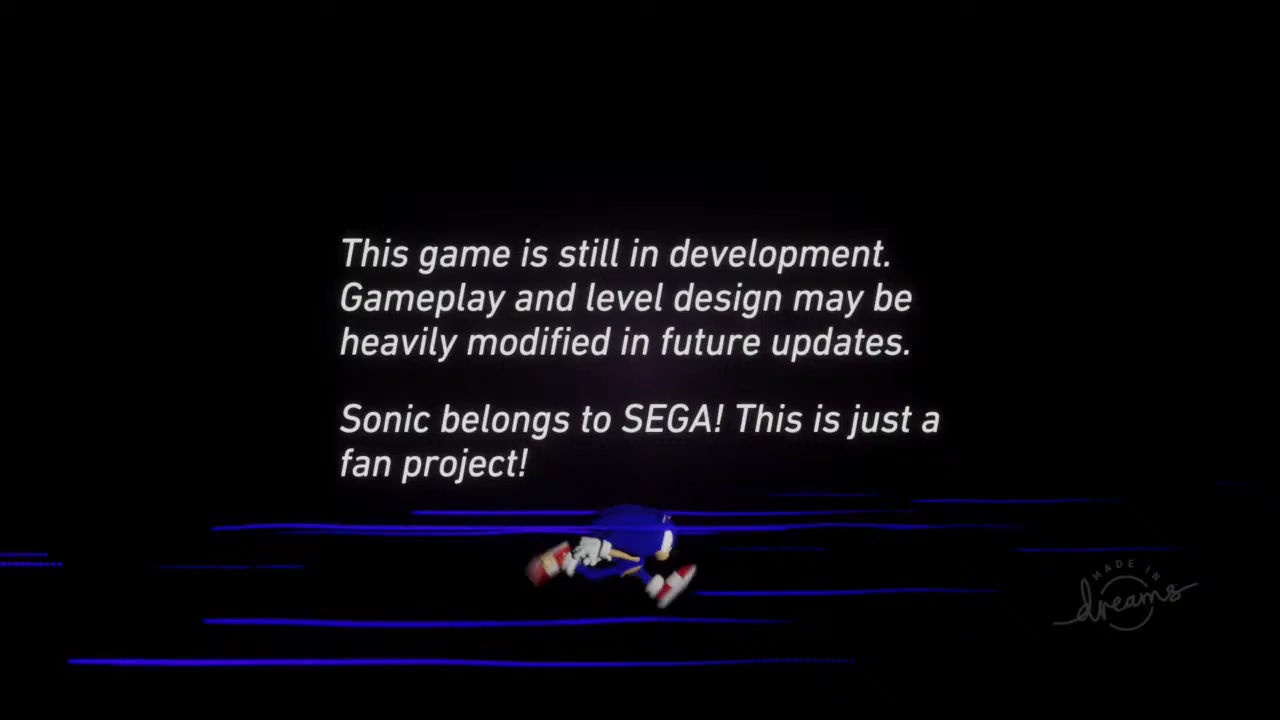 This game is still in development.
Gameplay and level design may be
heavily modified in future updates.
Sonic belongs to SEGA! This is just a
fan project!
MADE IN
dreams